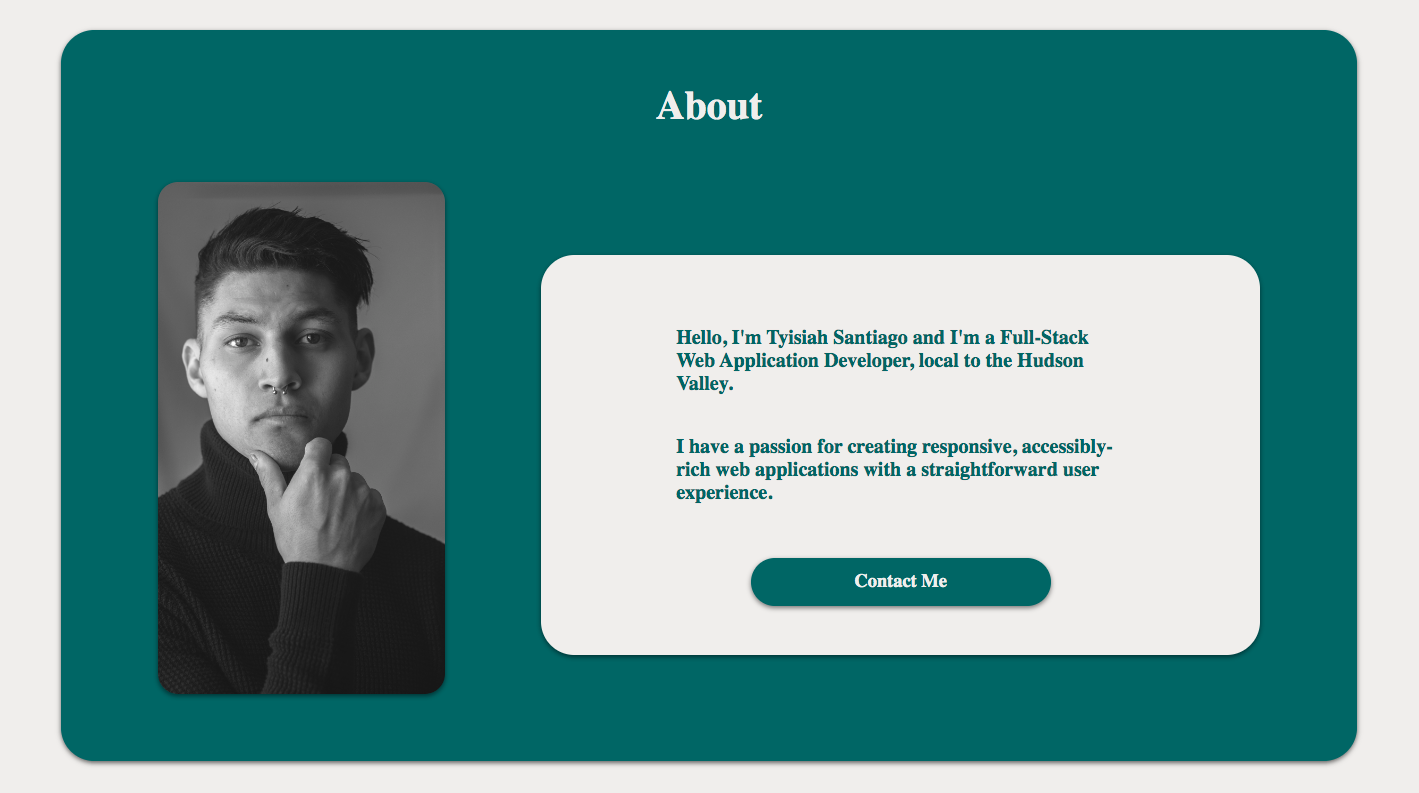 About
Hello, I'm Tyisiah Santiago and I'm a Full-Stack
Web Application Developer, local to the Hudson
Valley.
I have a passion for creating responsive, accessibly-
rich web applications with a straightforward user
experience.
Contact Me